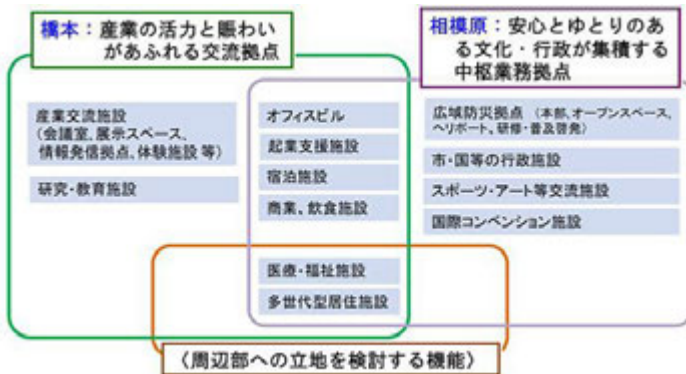 橋本：産業の活力と賑わい
があふれる交流拠点
相模原：安心とゆとりのあ
る文化・行政が集積する
中枢業務拠点
産業交流施設
（会議室、展示スペース、
情報発信拠点、体験施設 等）
研究・教育施設
オフィスビル
起業支援施設
宿泊施設
商業、飲食施設
広域防災拠点 （本部、オープンスペース、
ヘリポート、研修・普及啓発）
市・国等の行政施設
スポーツ・アート等交流施設
国際コンベンション施設
医療・福祉施設
多世代型居住施設
（周辺部への立地を検討する機能）